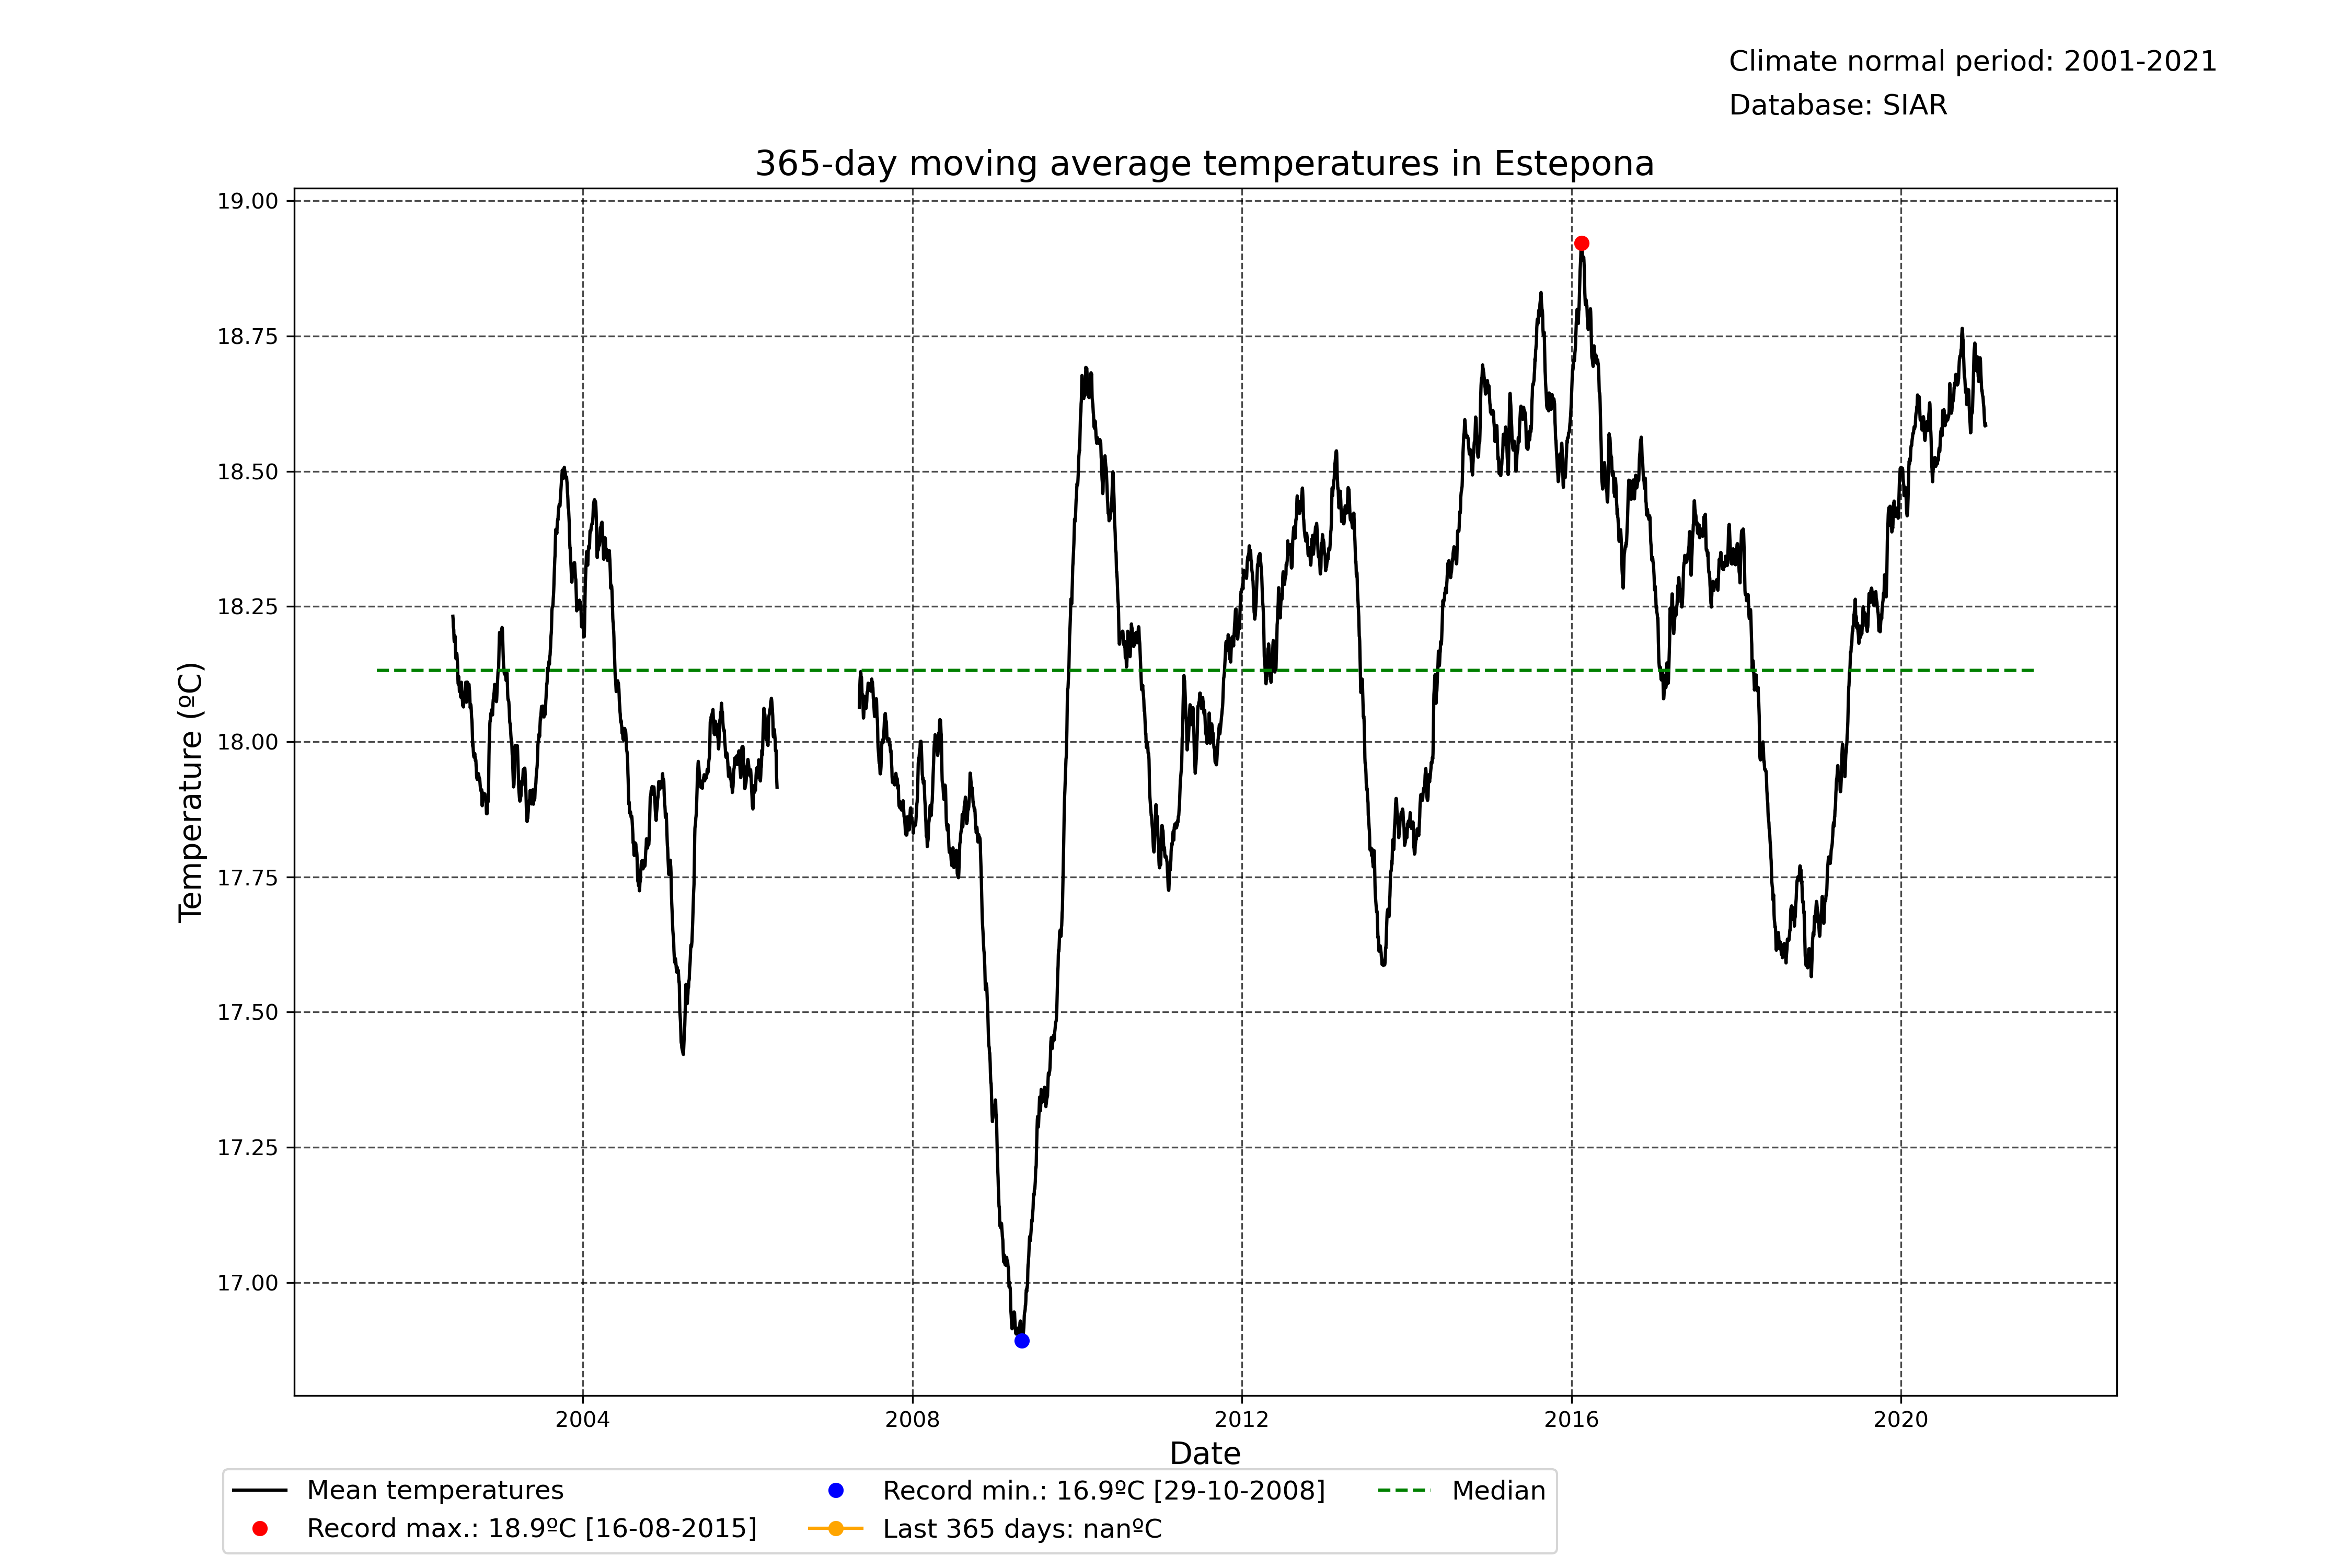 Climate normal period: 2001-2021
Database: SIAR
365-day moving average temperatures in Estepona
Temperature (ºC)
19.00
18.75
18.50
18.25
18.00
17.75
17.50
17.25
17.00
2004 2008 2012 2016 2020
Date
Mean temperatures
Record max.: 18.9ºC [16-08-2015]
Record min.: 16.9ºC [29-10-2008]
Last 365 days: nanºC
Median